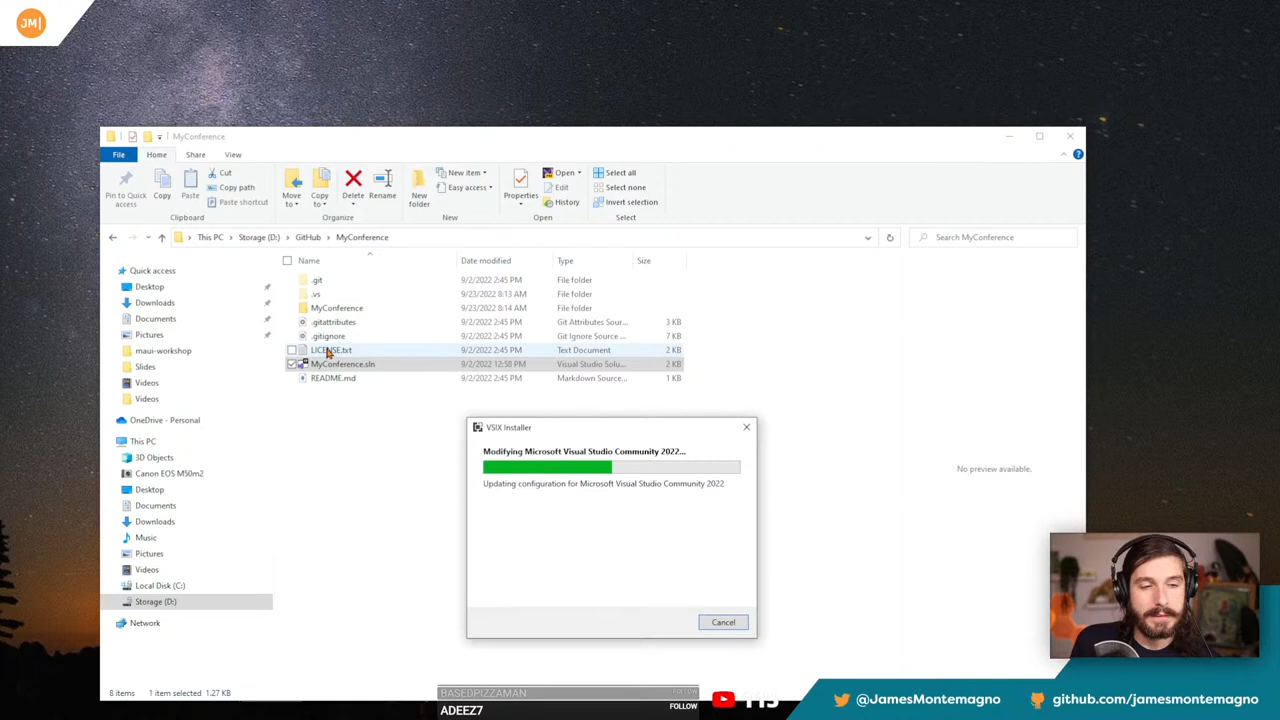 JM|
MyConference
File Home Share View
Pin to Quick access
Copy
Paste
Cut
Copy path
Paste shortcut
Clipboard
Move to
Copy to
Delete
Rename
Organize
New folder
New item
Easy access
New
Properties
Open
Edit
History
Open
Select all
Select none
Invert selection
Select
This PC › Storage (D:) › GitHub › MyConference
Search MyConference
Name Date modified Type Size
.git 9/2/2022 2:45 PM File folder
.vs 9/23/2022 8:13 AM File folder
MyConference 9/23/2022 8:14 AM File folder
.gitattributes 9/2/2022 2:45 PM Git Attributes Sour... 3 KB
.gitignore 9/2/2022 2:45 PM Git Ignore Source ... 7 KB
LICENSE.txt 9/2/2022 2:45 PM Text Document 2 KB
MyConference.sln 9/2/2022 12:58 PM Visual Studio Solu... 2 KB
README.md 9/2/2022 2:45 PM Markdown Source... 1 KB
Quick access
Desktop
Downloads
Documents
Pictures
maui-workshop
Slides
Videos
Videos
OneDrive - Personal
This PC
3D Objects
Canon EOS M50m2
Desktop
Documents
Downloads
Music
Pictures
Videos
Local Disk (C:)
Storage (D:)
Network
No preview available.
VSIX Installer
Modifying Microsoft Visual Studio Community 2022...
Updating configuration for Microsoft Visual Studio Community 2022
Cancel
8 items 1 item selected 1.27 KB
BASEDPIZZAMAN FOLLOW
ADEEZ7 FOLLOW
@JamesMontemagno
github.com/jamesmontemagno